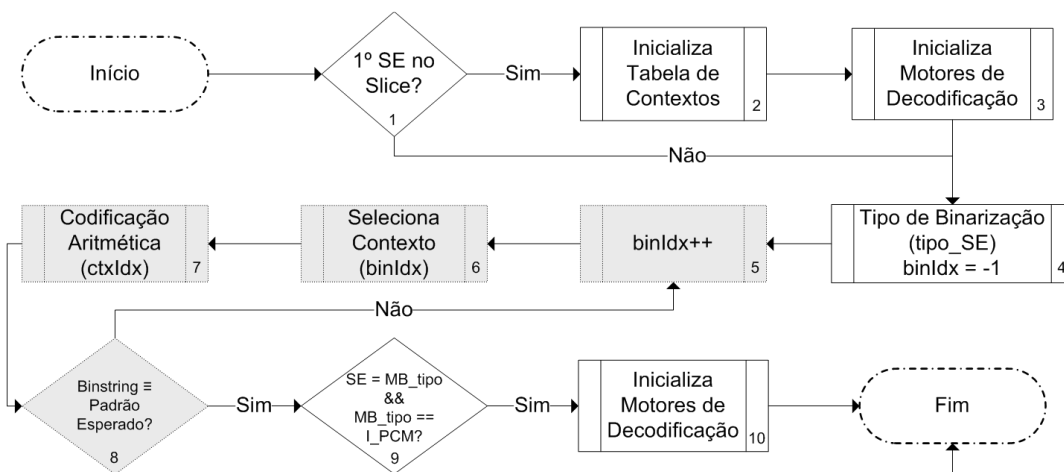 Início
1º SE no
Slice?
1
Sim
Inicializa
Tabela de
Contextos
2
Inicializa
Motores de
Decodificação
3
Não
Codificação
Aritmética
(ctxIdx)
7
Seleciona
Contexto
(binIdx)
6
binIdx++
5
Tipo de Binarização
(tipo_SE)
binIdx = -1
4
Não
Binstring ≡
Padrão
Esperado?
8
Sim
SE = MB_tipo
&&
MB_tipo ==
I_PCM?
9
Sim
Inicializa
Motores de
Decodificação
10
Fim